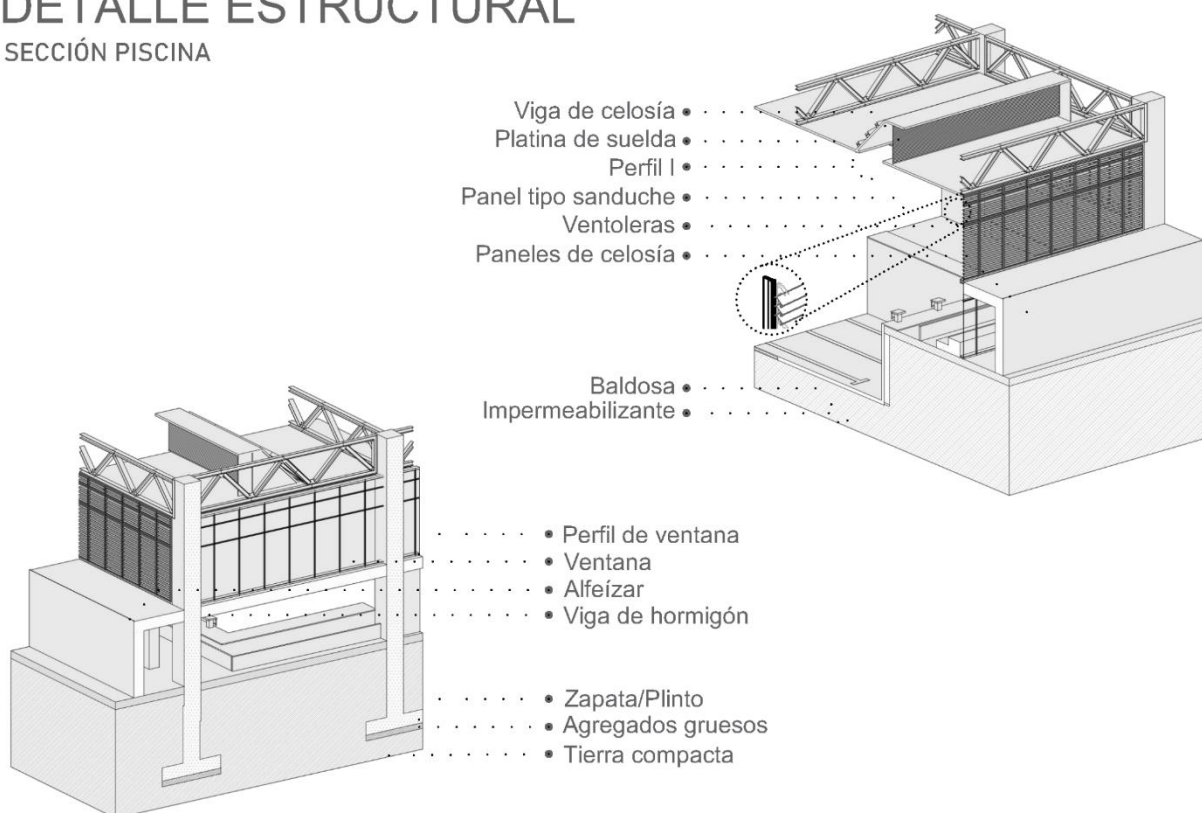 DETALLE ESTRUCTURAL
SECCIÓN PISCINA
Viga de celosía
Platina de suelda
Perfil I
Panel tipo sanduche
Ventoleras
Paneles de celosía
Baldosa
Impermeabilizante
Perfil de ventana
Ventana
Alfeízar
Viga de hormigón
Zapata/Plinto
Agregados gruesos
Tierra compacta